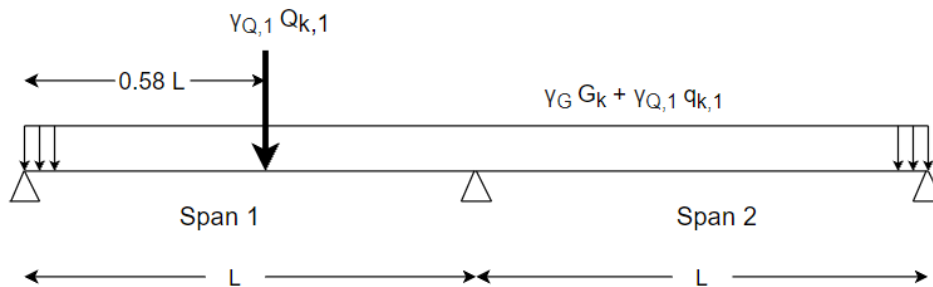 γQ,1 Qk,1
0.58 L
γG Gk + γQ,1 qk,1
Span 1
Span 2
L
L